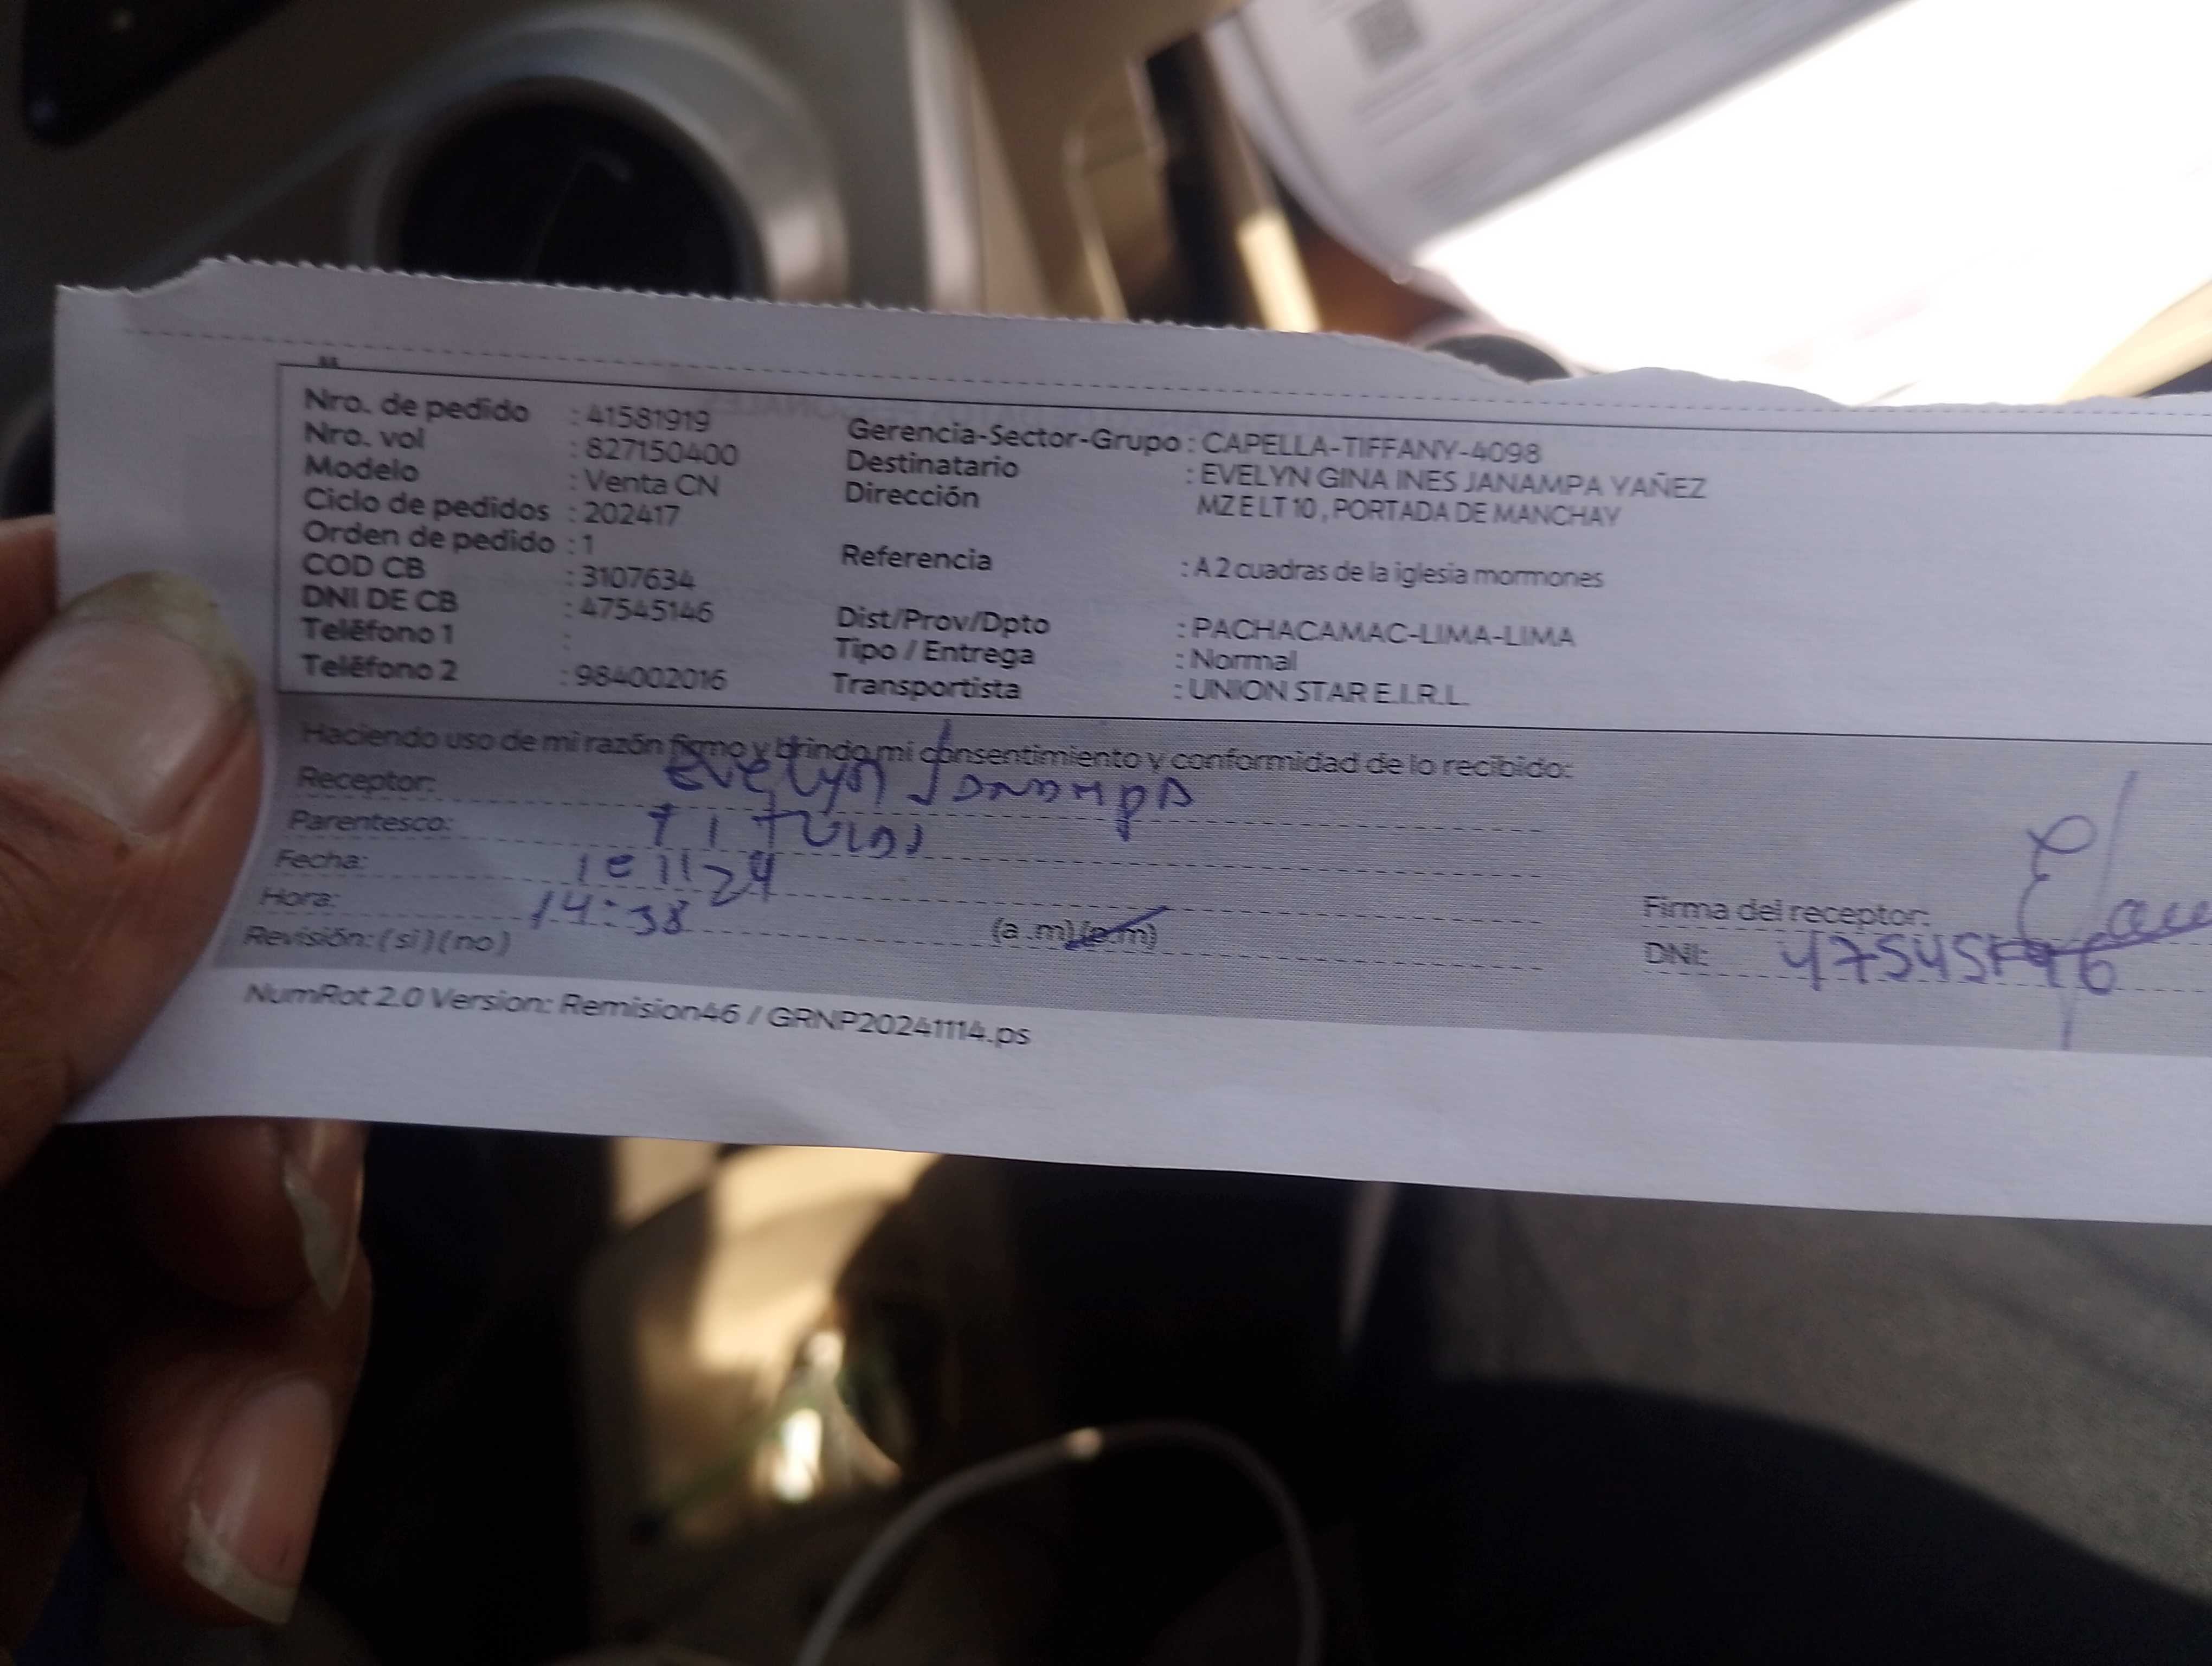 Nro. de pedido : 41581919
Nro. vol : 827150400
Modelo : Venta CN
Ciclo de pedidos : 202417
Orden de pedido : 1
COD CB : 3107634
DNI DE CB : 47545146
Teléfono 1 :
Teléfono 2 : 984002016
Gerencia-Sector-Grupo : CAPELLA-TIFFANY-4098
Destinatario : EVELYN GINA INES JANAMPA YAÑEZ
Dirección MZ E LT 10 , PORTADA DE MANCHAY
Referencia : A 2 cuadras de la iglesia mormones
Dist/Prov/Dpto : PACHACAMAC-LIMA-LIMA
Tipo / Entrega : Normal
Transportista : UNION STAR E.I.R.L.
Haciendo uso de mi razón firmo y brindo mi consentimiento y conformidad de lo recibido:
Receptor: Evelyn Janampa
Parentesco: Titular
Fecha:
Hora: 14:38 (a .m) (p.m)
Revisión: (si) (no)
Firma del receptor:
DNI:
NumRot 2.0 Version: Remision46 / GRNP20241114.ps